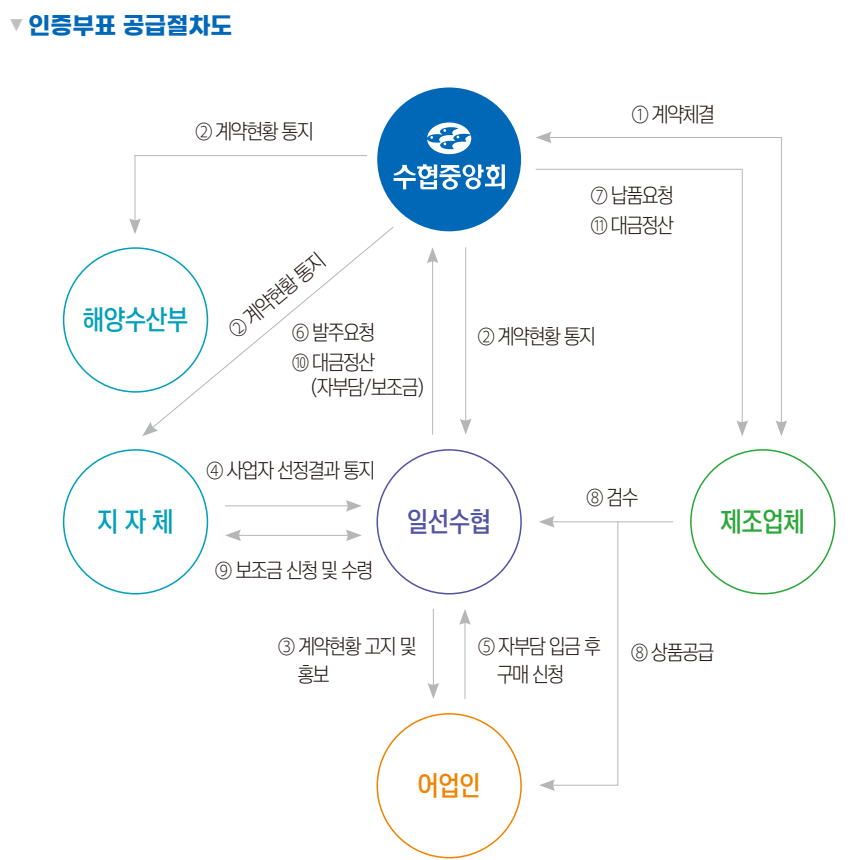 ▼ 인증부표 공급절차도
① 계약체결
② 계약현황 통지
수협중앙회
⑦ 납품요청
⑪ 대금정산
② 계약현황 통지
해양수산부
⑥ 발주요청
② 계약현황 통지
⑩ 대금정산
(자부담/보조금)
④ 사업자 선정결과 통지
⑧ 검수
지 자 체
일선수협
제조업체
⑨ 보조금 신청 및 수령
③ 계약현황 고지 및
홍보
⑤ 자부담 입금 후
구매 신청
⑧ 상품공급
어업인